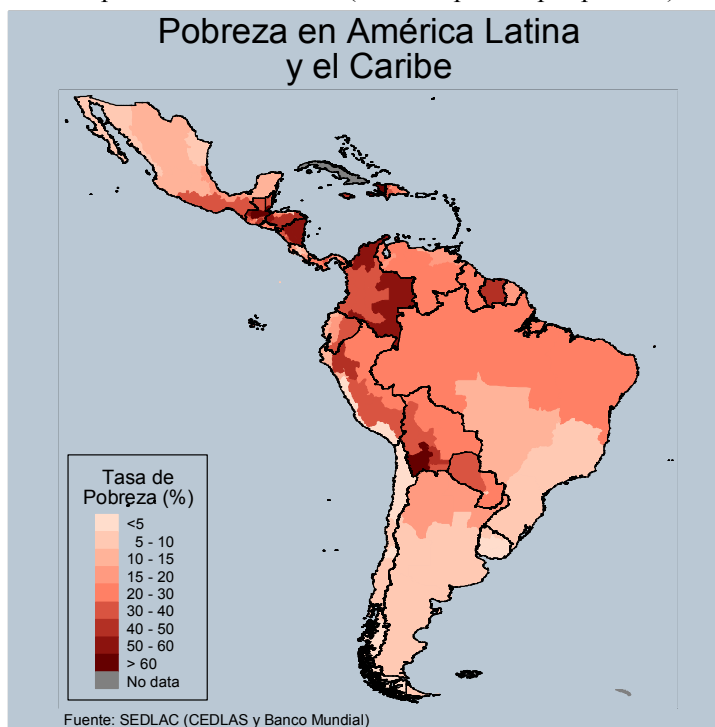 Pobreza en América Latina
y el Caribe
Tasa de
Pobreza (%)
<5
5 - 10
10 - 15
15 - 20
20 - 30
30 - 40
40 - 50
50 - 60
> 60
No data
Fuente: SEDLAC (CEDLAS y Banco Mundial)